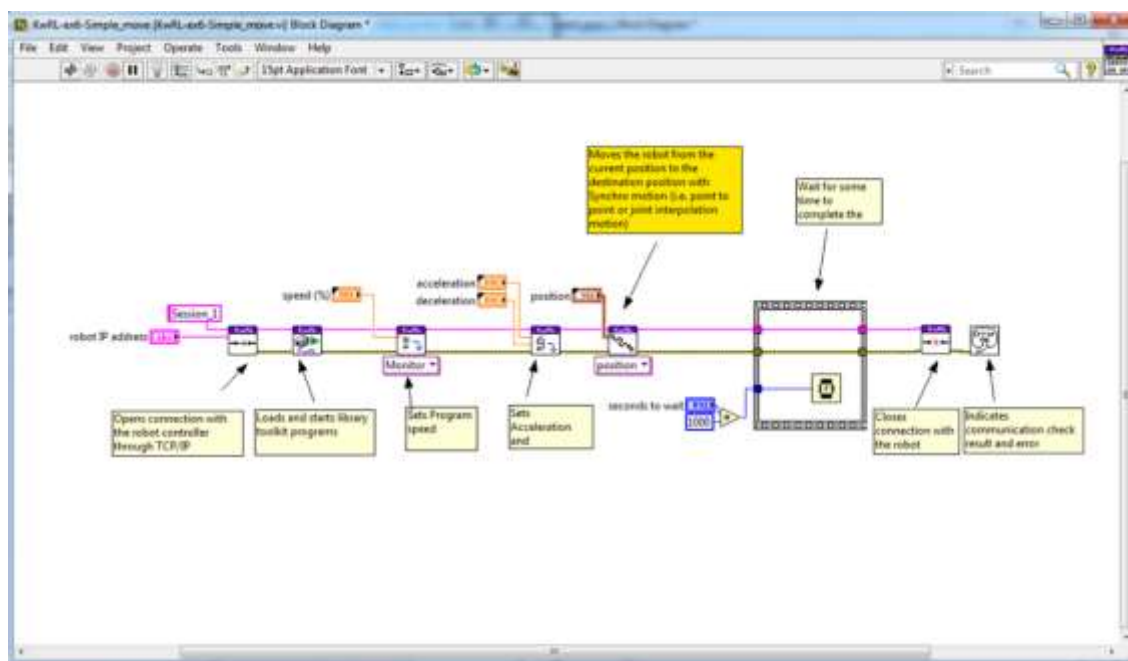 KwRL-ex6-Simple_move.vi Block Diagram *
File Edit View Project Operate Tools Window Help
15pt Application Font
Search
Moves the robot from the
current position to the
destination position with
Synchro motion (i.e. point to
point or joint interpolation
motion)
Wait for some
time to
complete the
speed (%)
acceleration
deceleration
position
Session_1
robot IP address
Monitor
position
seconds to wait
1000
Opens connection with
the robot controller
through TCP/IP
Loads and starts library
toolkit programs
Sets Program
speed
Sets
Acceleration
and
Closes
connection with
the robot
Indicates
communication check
result and error